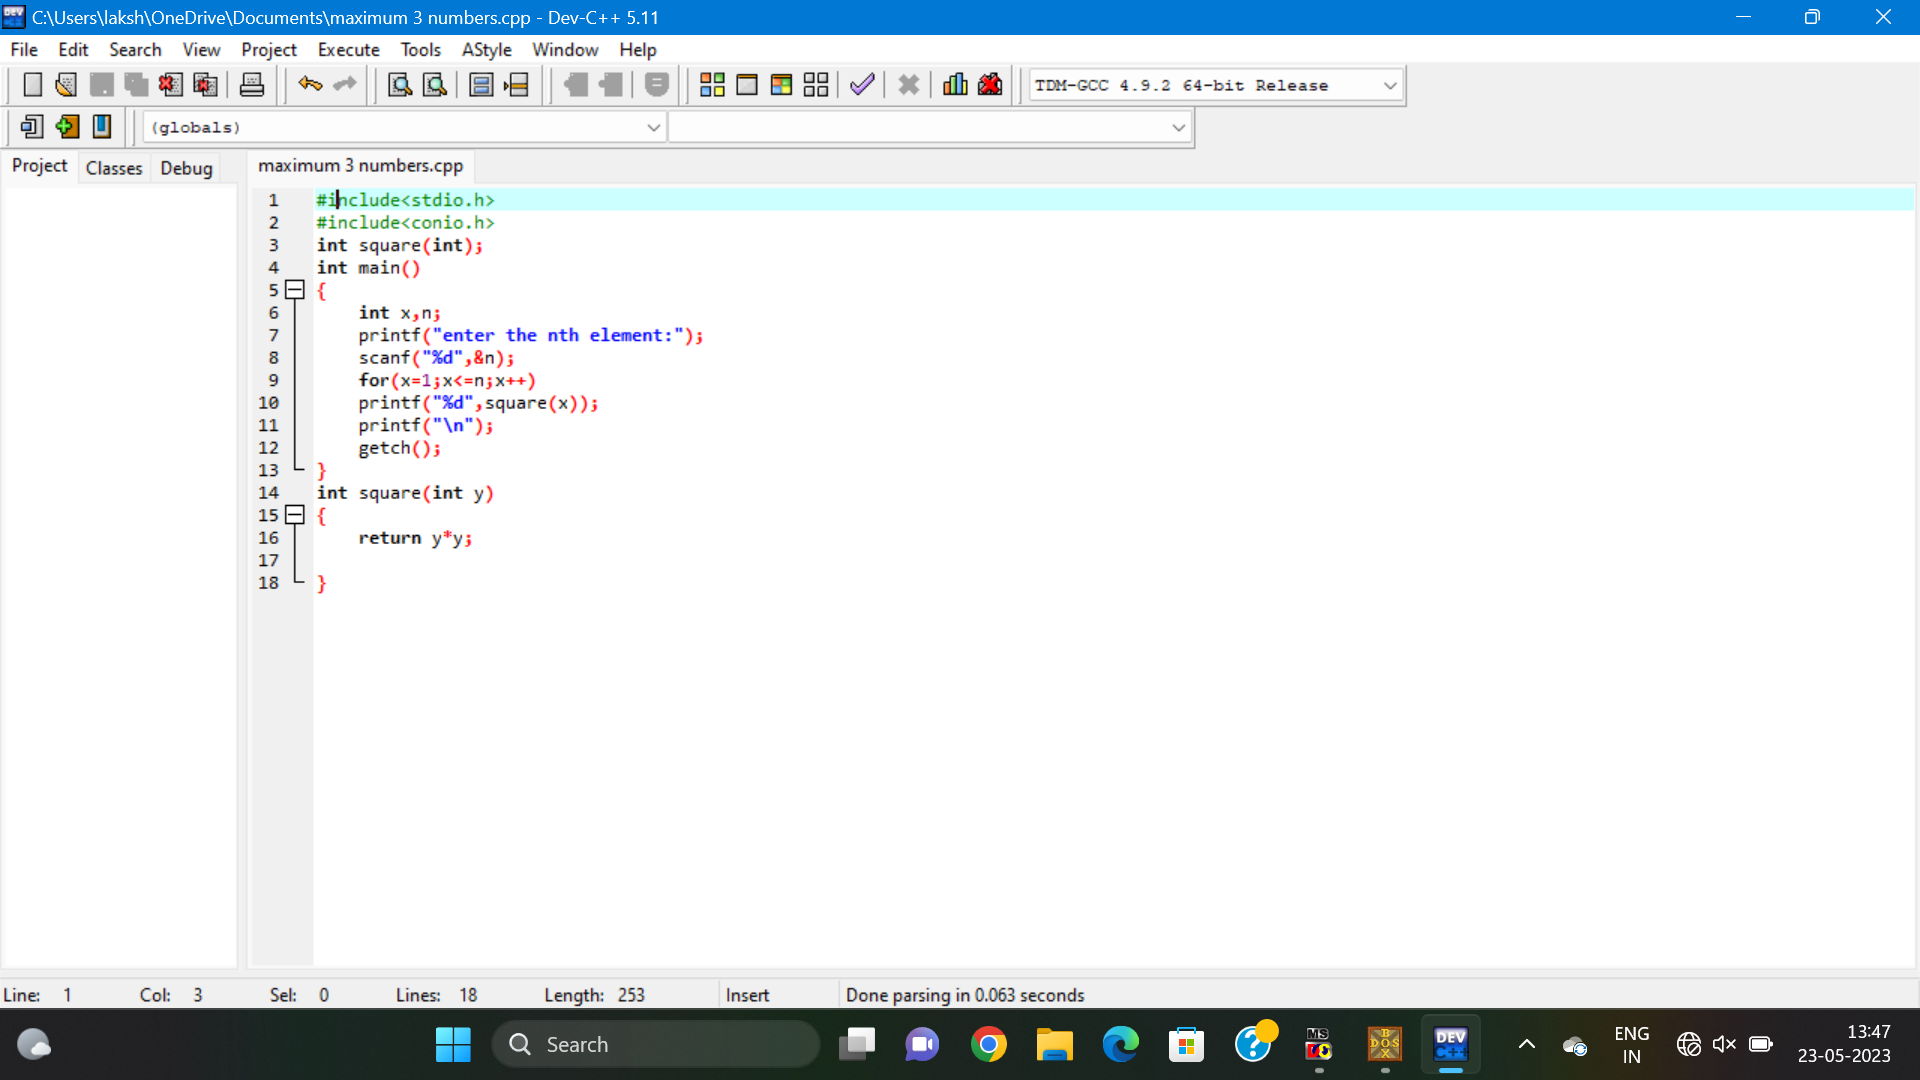 C:\Users\laksh\OneDrive\Documents\maximum 3 numbers.cpp - Dev-C++ 5.11
File Edit Search View Project Execute Tools AStyle Window Help
TDM-GCC 4.9.2 64-bit Release
(globals)
Project Classes Debug maximum 3 numbers.cpp
1 #include<stdio.h>
2 #include<conio.h>
3 int square(int);
4 int main()
5 {
6 int x,n;
7 printf("enter the nth element:");
8 scanf("%d",&n);
9 for(x=1;x<=n;x++)
10 printf("%d",square(x));
11 printf("\n");
12 getch();
13 }
14 int square(int y)
15 {
16 return y*y;
17
18 }
Line: 1 Col: 3 Sel: 0 Lines: 18 Length: 253 Insert Done parsing in 0.063 seconds
Search
MS
BOX
DOS
DEV
C++
ENG
IN
13:47
23-05-2023